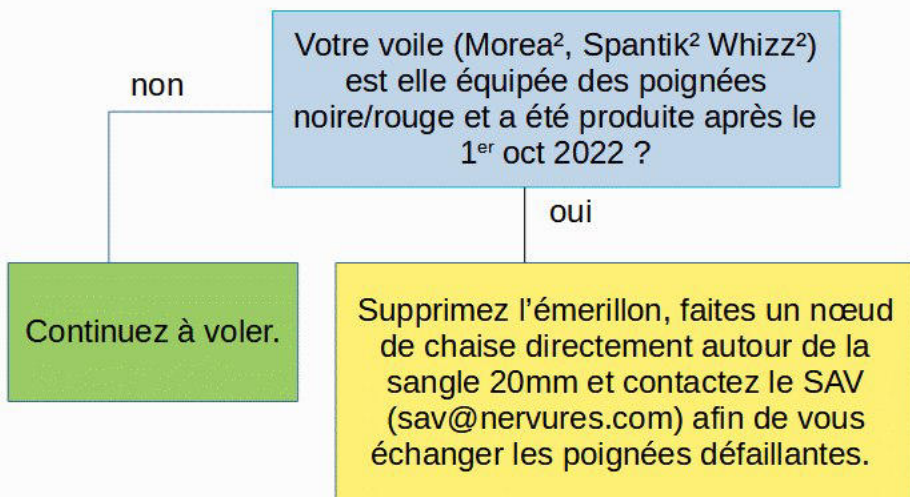 Votre voile (Morea², Spantik² Whizz²)
est elle équipée des poignées
noire/rouge et a été produite après le
1er oct 2022 ?
non
oui
Continuez à voler.
Supprimez l’émerillon, faites un nœud
de chaise directement autour de la
sangle 20mm et contactez le SAV
(sav@nervures.com) afin de vous
échanger les poignées défaillantes.